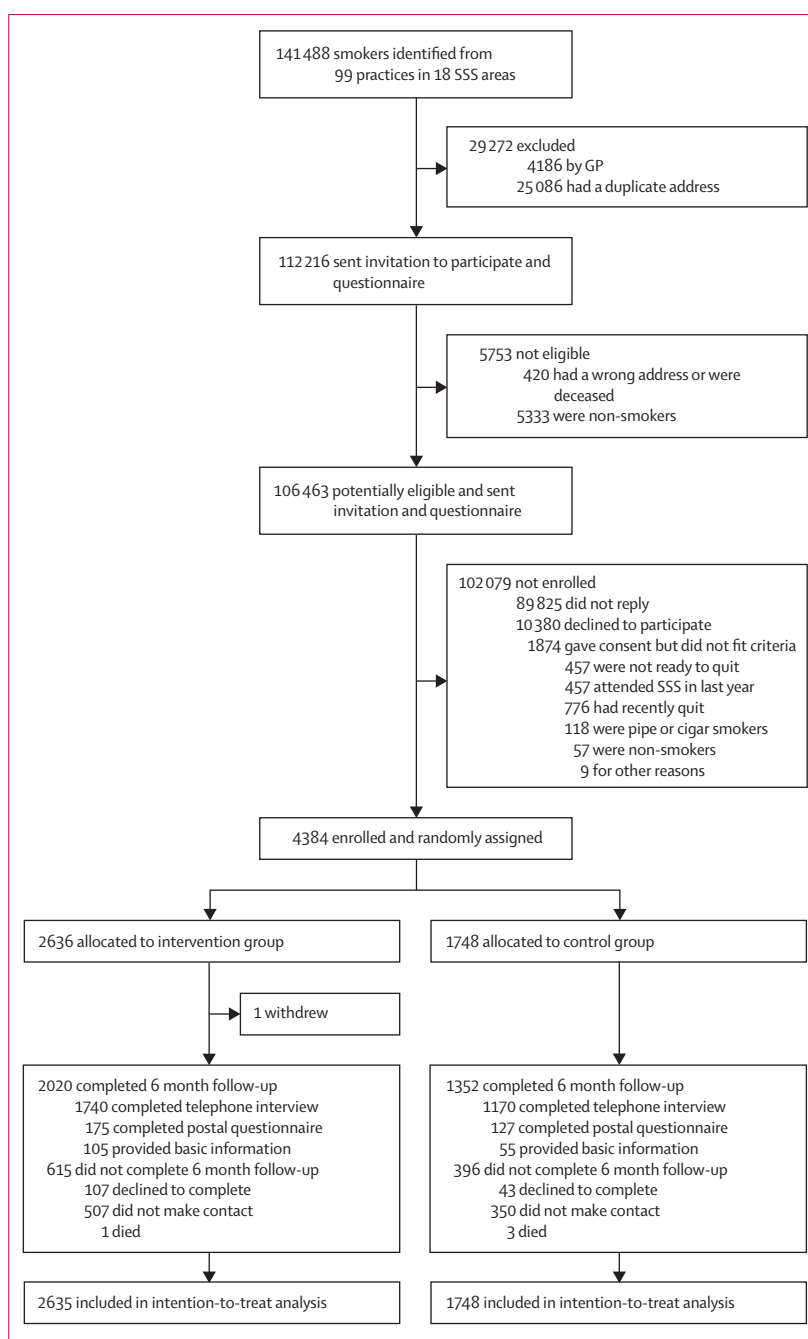 141 488 smokers identified from
99 practices in 18 SSS areas
29 272 excluded
4186 by GP
25 086 had a duplicate address
112 216 sent invitation to participate and
questionnaire
5753 not eligible
420 had a wrong address or were
deceased
5333 were non-smokers
106 463 potentially eligible and sent
invitation and questionnaire
102 079 not enrolled
89 825 did not reply
10 380 declined to participate
1874 gave consent but did not fit criteria
457 were not ready to quit
457 attended SSS in last year
776 had recently quit
118 were pipe or cigar smokers
57 were non-smokers
9 for other reasons
4384 enrolled and randomly assigned
2636 allocated to intervention group
1748 allocated to control group
1 withdrew
2020 completed 6 month follow-up
1740 completed telephone interview
175 completed postal questionnaire
105 provided basic information
615 did not complete 6 month follow-up
107 declined to complete
507 did not make contact
1 died
1352 completed 6 month follow-up
1170 completed telephone interview
127 completed postal questionnaire
55 provided basic information
396 did not complete 6 month follow-up
43 declined to complete
350 did not make contact
3 died
2635 included in intention-to-treat analysis
1748 included in intention-to-treat analysis